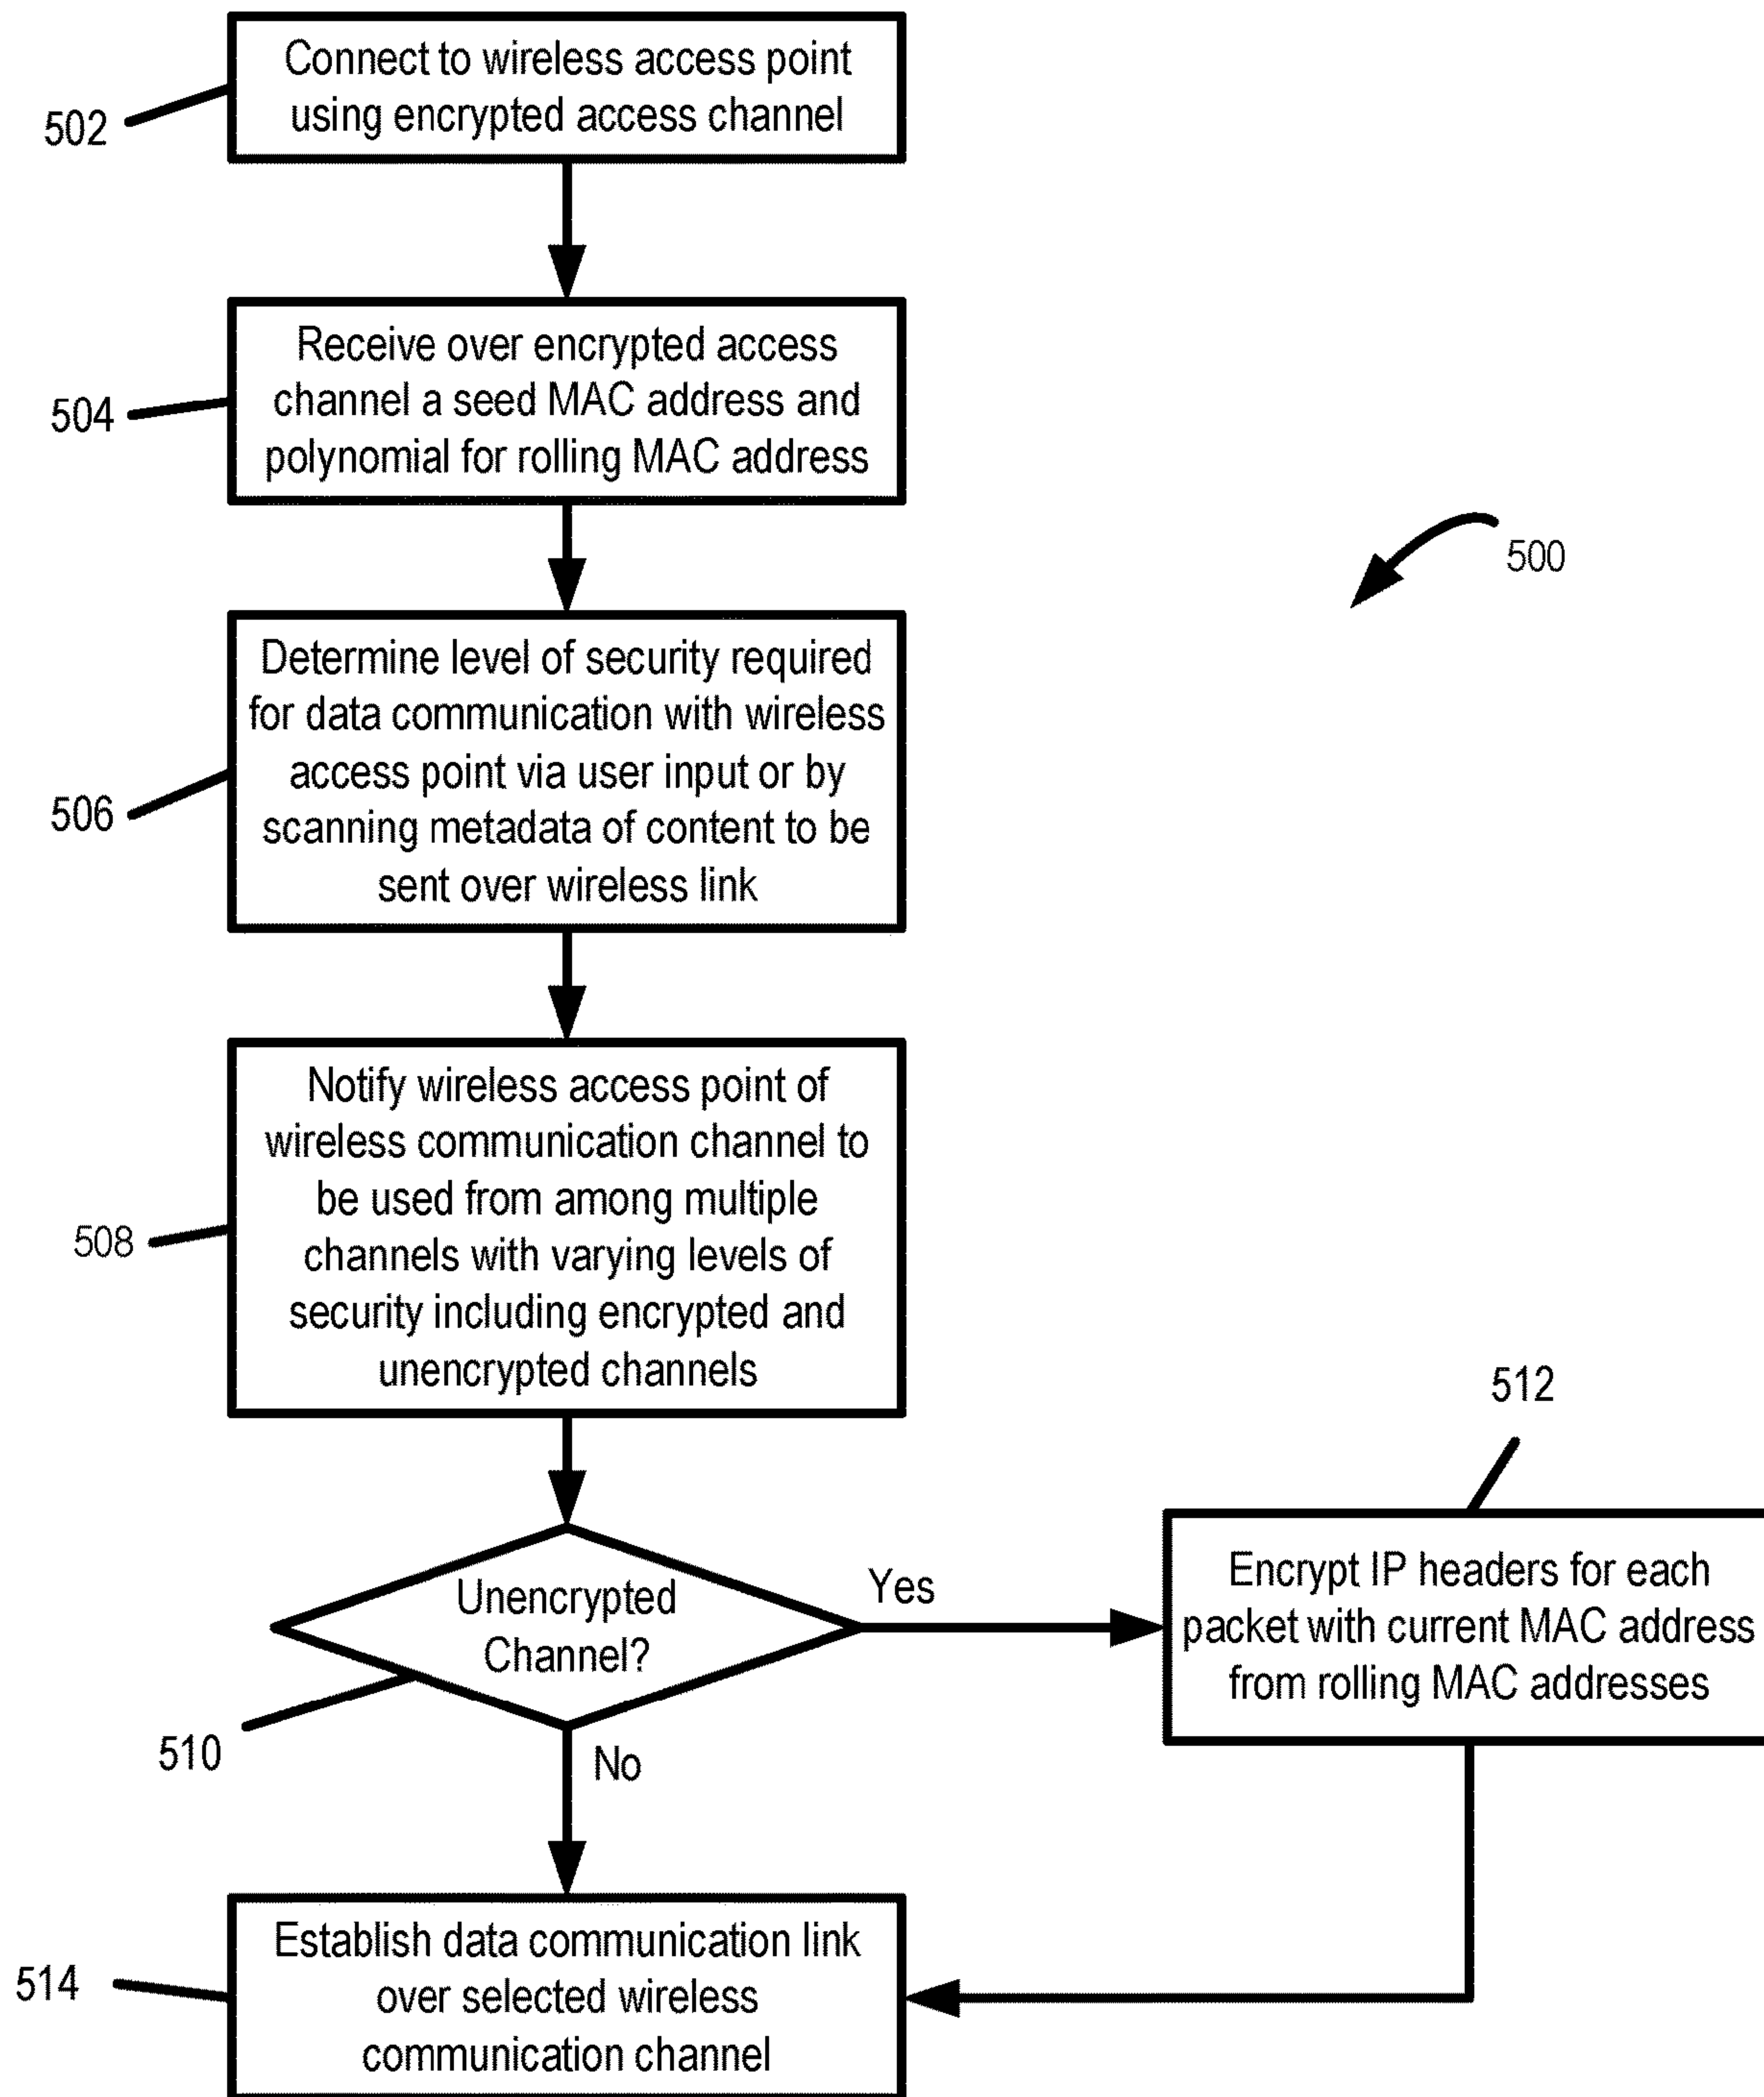 Connect to wireless access point
using encrypted access channel
502
Receive over encrypted access
channel a seed MAC address and
polynomial for rolling MAC address
504
500
Determine level of security required
for data communication with wireless
access point via user input or by
scanning metadata of content to be
sent over wireless link
506
Notify wireless access point of
wireless communication channel to
be used from among multiple
channels with varying levels of
security including encrypted and
unencrypted channels
508
512
Unencrypted
Channel?
Yes
Encrypt IP headers for each
packet with current MAC address
from rolling MAC addresses
510
No
Establish data communication link
over selected wireless
communication channel
514